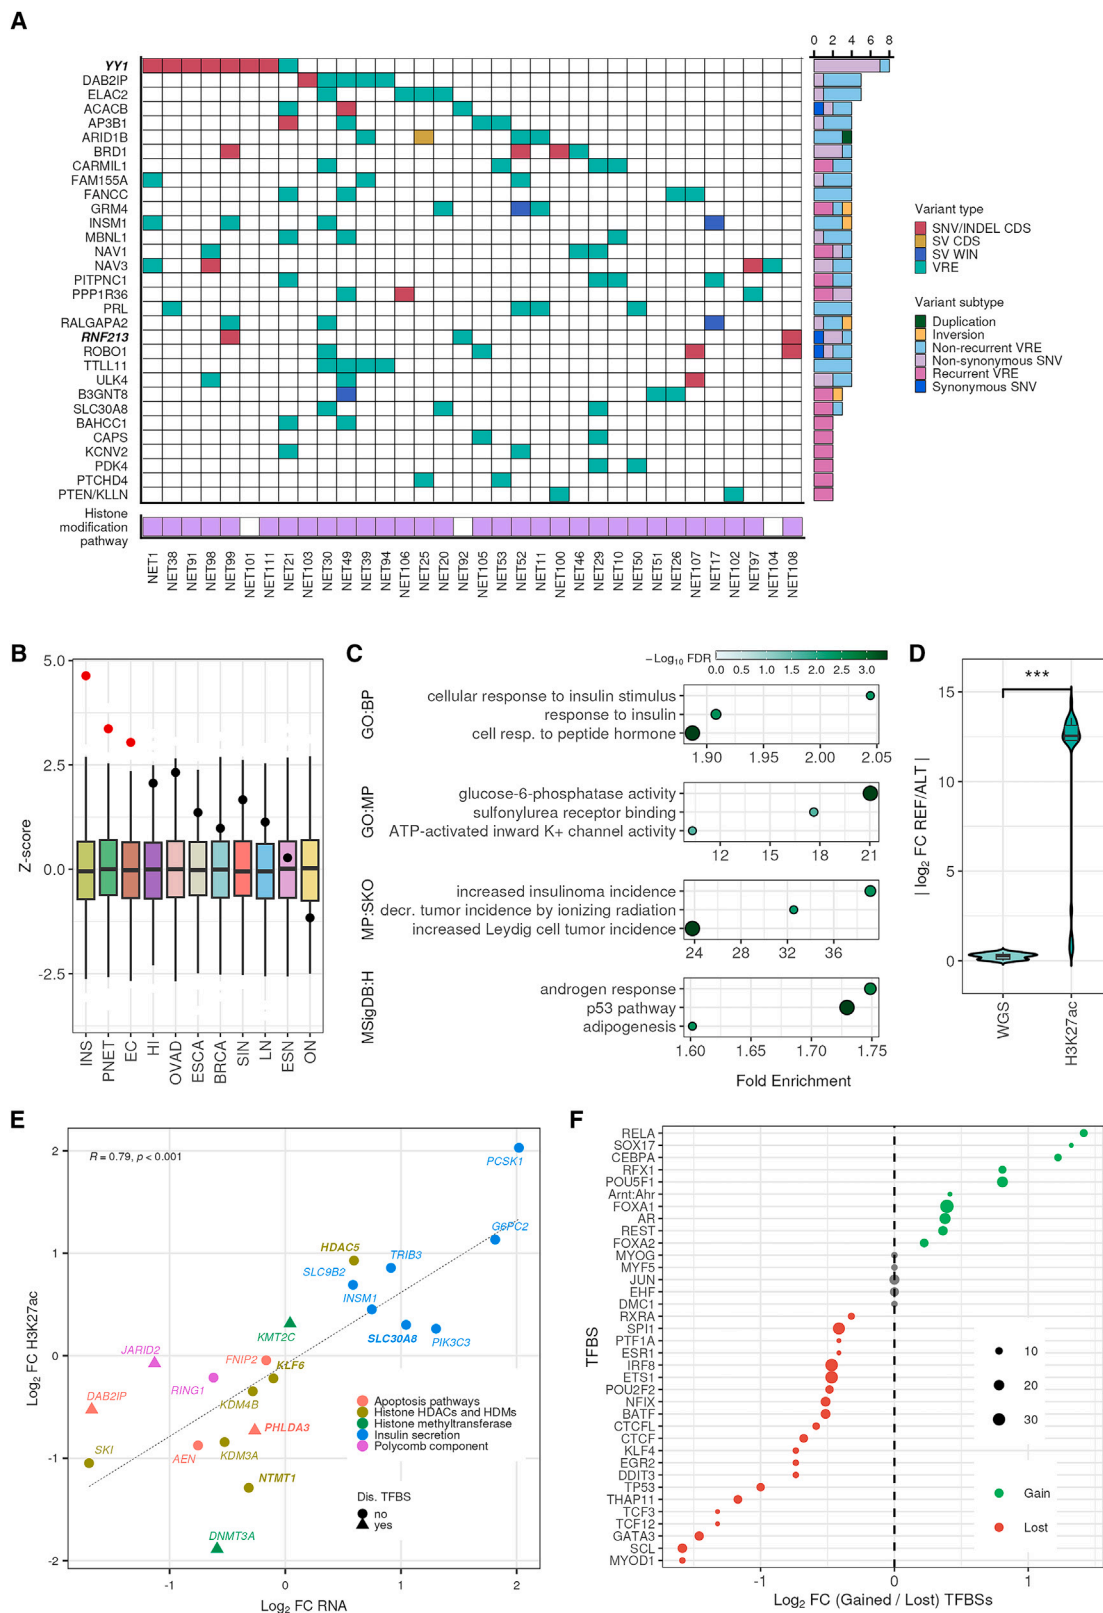 A
0 2 4 6 8
YY1
DAB2IP
ELAC2
ACACB
AP3B1
ARID1B
BRD1
CARMIL1
FAM155A
FANCC
GRM4
INSM1
MBNL1
NAV1
NAV3
PITPNC1
PPP1R36
PRL
RALGAPA2
RNF213
ROBO1
TTLL11
ULK4
B3GNT8
SLC30A8
BAHCC1
CAPS
KCNV2
PDK4
PTCHD4
PTEN/KLLN
Histone
modification
pathway
NET1
NET38
NET91
NET98
NET99
NET101
NET111
NET21
NET103
NET30
NET49
NET39
NET94
NET106
NET25
NET20
NET92
NET105
NET53
NET52
NET11
NET100
NET46
NET29
NET10
NET50
NET51
NET26
NET107
NET17
NET102
NET97
NET104
NET108
Variant type
SNV/INDEL CDS
SV CDS
SV WIN
VRE
Variant subtype
Duplication
Inversion
Non-recurrent VRE
Non-synonymous SNV
Recurrent VRE
Synonymous SNV
B
Z-score
5.0
2.5
0.0
-2.5
INS
PNET
EC
HI
OVAD
ESCA
BRCA
SIN
LN
ESN
ON
C
−Log10 FDR
0.0 0.5 1.0 1.5 2.0 2.5 3.0
GO:BP
cellular response to insulin stimulus
response to insulin
cell resp. to peptide hormone
1.90 1.95 2.00 2.05
GO:MP
glucose-6-phosphatase activity
sulfonylurea receptor binding
ATP-activated inward K+ channel activity
12 15 18 21
MP:SKO
increased insulinoma incidence
decr. tumor incidence by ionizing radiation
increased Leydig cell tumor incidence
24 28 32 36
MSigDB:H
androgen response
p53 pathway
adipogenesis
1.60 1.65 1.70 1.75
Fold Enrichment
D
| log2 FC REF/ALT |
***
15
10
5
0
WGS
H3K27ac
E
R = 0.79, p < 0.001
Log2 FC H3K27ac
2
1
0
-1
-2
PCSK1
G6PC2
HDAC5
TRIB3
SLC9B2
INSM1
SLC30A8
PIK3C3
KMT2C
JARID2
FNIP2
KLF6
RING1
KDM4B
DAB2IP
PHLDA3
SKI
AEN
KDM3A
NTMT1
DNMT3A
Apoptosis pathways
Histone HDACs and HDMs
Histone methyltransferase
Insulin secretion
Polycomb component
Dis. TFBS
no
yes
-1 0 1 2
Log2 FC RNA
F
TFBS
RELA
SOX17
CEBPA
RFX1
POU5F1
Arnt:Ahr
FOXA1
AR
REST
FOXA2
MYOG
MYF5
JUN
EHF
DMC1
RXRA
SPI1
PTF1A
ESR1
IRF8
ETS1
POU2F2
NFIX
BATF
CTCFL
CTCF
KLF4
EGR2
DDIT3
TP53
THAP11
TCF3
TCF12
GATA3
SCL
MYOD1
10
20
30
Gain
Lost
-1 0 1
Log2 FC (Gained / Lost) TFBSs